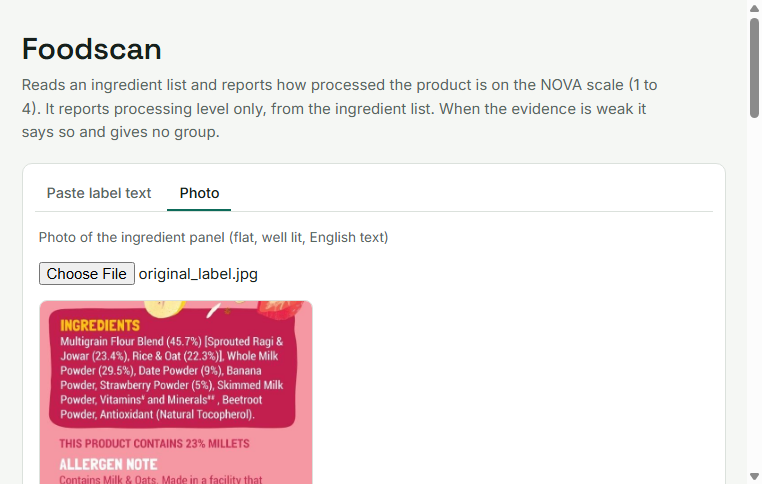 Foodscan
Reads an ingredient list and reports how processed the product is on the NOVA scale (1 to
4). It reports processing level only, from the ingredient list. When the evidence is weak it
says so and gives no group.
Paste label text
Photo
Photo of the ingredient panel (flat, well lit, English text)
Choose File original_label.jpg
INGREDIENTS
Multigrain Flour Blend (45.7%) [Sprouted Ragi &
Jowar (23.4%), Rice & Oat (22.3%)], Whole Milk
Powder (29.5%), Date Powder (9%), Banana
Powder, Strawberry Powder (5%), Skimmed Milk
Powder, Vitamins# and Minerals## , Beetroot
Powder, Antioxidant (Natural Tocopherol).
THIS PRODUCT CONTAINS 23% MILLETS
ALLERGEN NOTE
Contains Milk & Oats. Made in a facility that